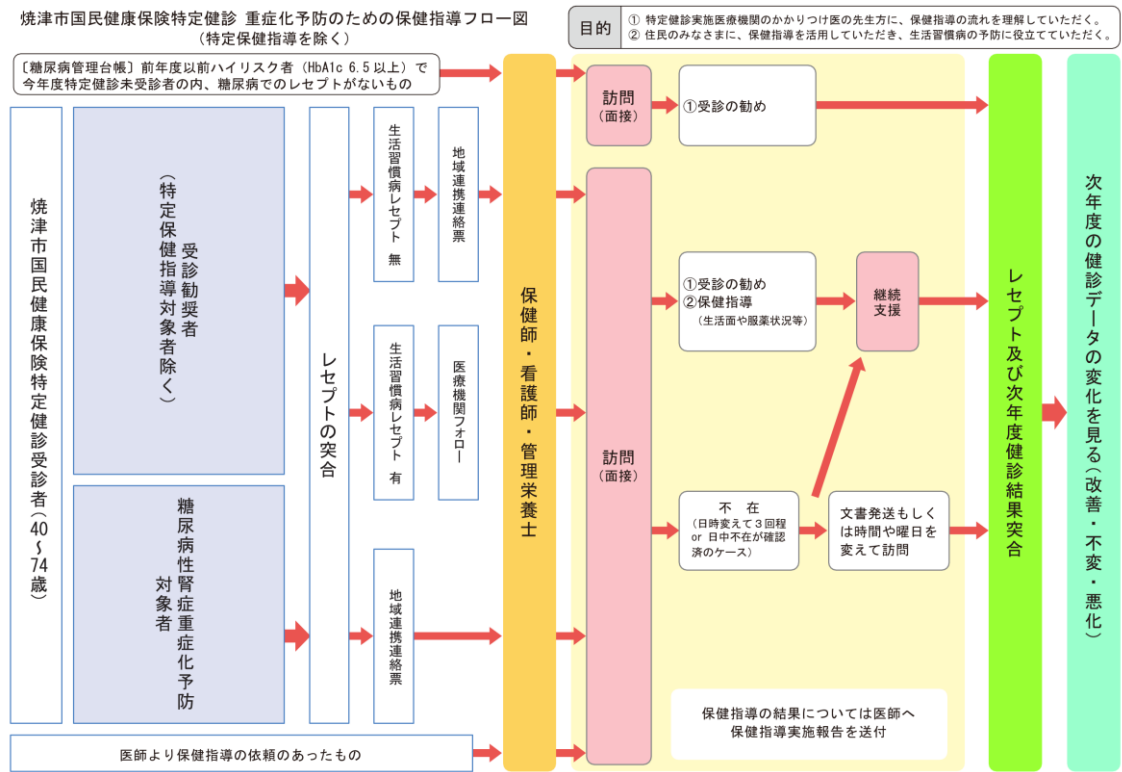 焼津市国民健康保険特定健診 重症化予防のための保健指導フロー図
（特定保健指導を除く）
目的
① 特定健診実施医療機関のかかりつけ医の先生方に、保健指導の流れを理解していただく。
② 住民のみなさまに、保健指導を活用していただき、生活習慣病の予防に役立てていただく。
〔糖尿病管理台帳〕前年度以前ハイリスク者（HbA1c 6.5 以上）で
今年度特定健診未受診者の内、糖尿病でのレセプトがないもの
焼津市国民健康保険特定健診受診者（40～74歳）
受診勧奨者
（特定保健指導対象者除く）
糖尿病性腎症重症化予防
対象者
レセプトの突合
生活習慣病レセプト 無
地域連携連絡票
生活習慣病レセプト 有
医療機関フォロー
地域連携連絡票
医師より保健指導の依頼のあったもの
保健師・看護師・管理栄養士
訪問
（面接）
①受診の勧め
訪問
（面接）
①受診の勧め
②保健指導
（生活面や服薬状況等）
継続
支援
不 在
（日時変えて３回程
or 日中不在が確認
済のケース）
文書発送もしく
は時間や曜日を
変えて訪問
保健指導の結果については医師へ
保健指導実施報告を送付
レセプト及び次年度健診結果突合
次年度の健診データの変化を見る（改善・不変・悪化）